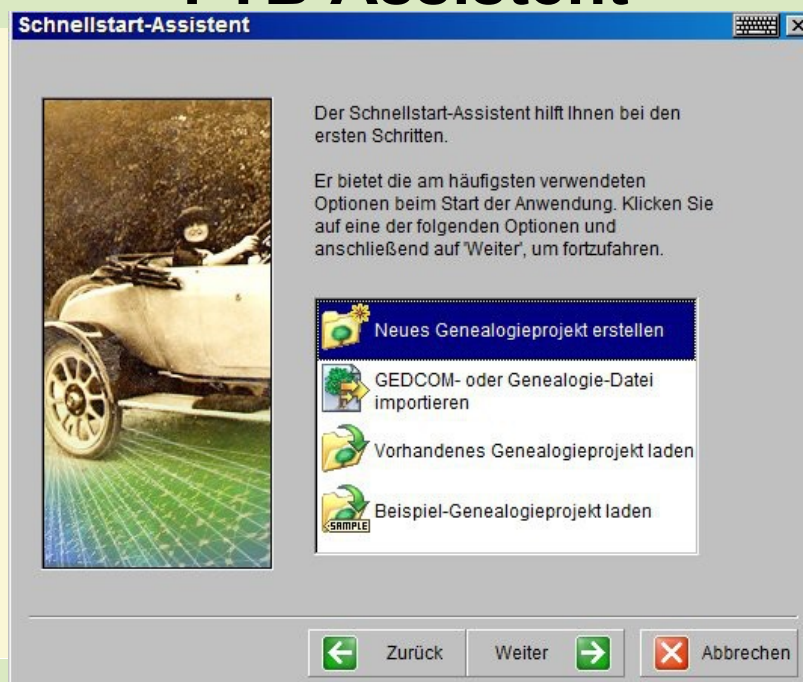 Schnellstart-Assistent
Der Schnellstart-Assistent hilft Ihnen bei den
ersten Schritten.
Er bietet die am häufigsten verwendeten
Optionen beim Start der Anwendung. Klicken Sie
auf eine der folgenden Optionen und
anschließend auf 'Weiter', um fortzufahren.
Neues Genealogieprojekt erstellen
GEDCOM- oder Genealogie-Datei
importieren
Vorhandenes Genealogieprojekt laden
SAMPLE
Beispiel-Genealogieprojekt laden
Zurück Weiter Abbrechen